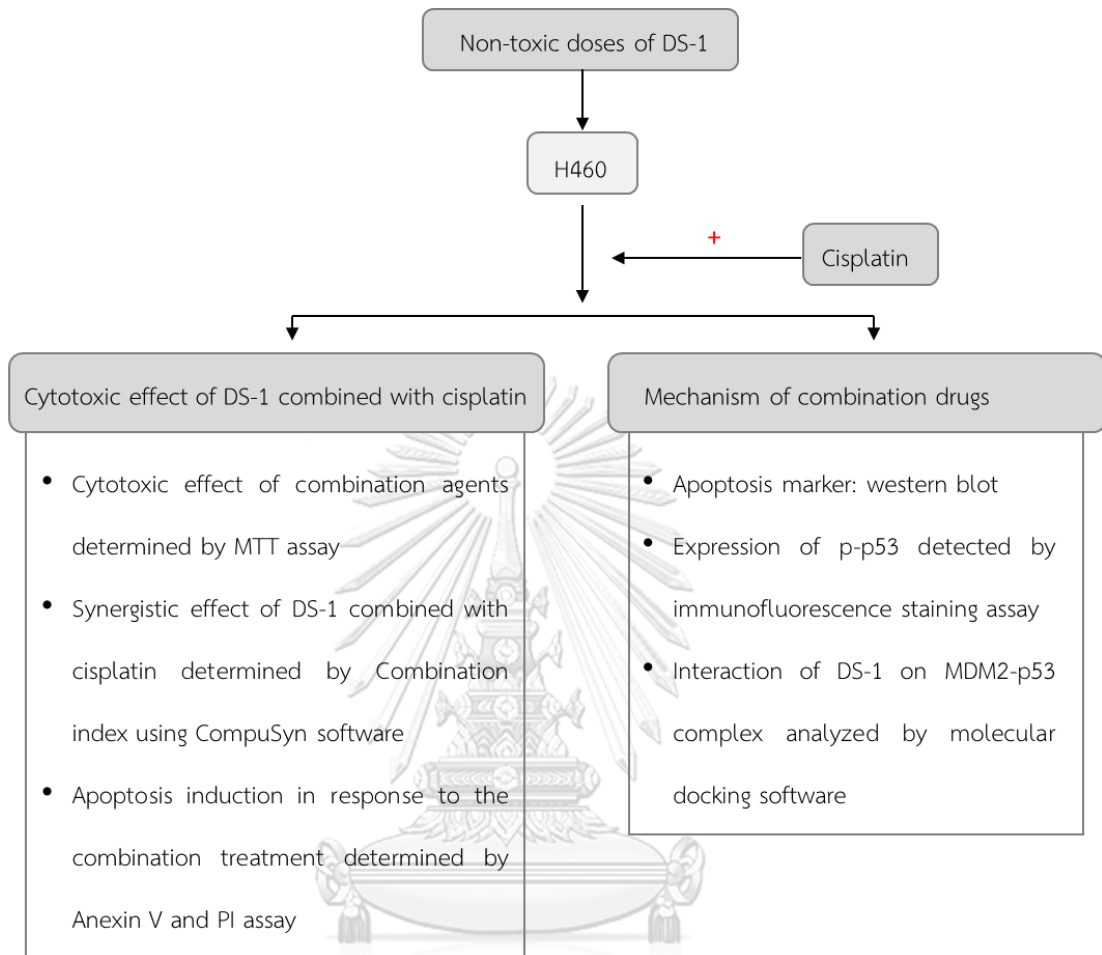 Non-toxic doses of DS-1
H460
+
Cisplatin
Cytotoxic effect of DS-1 combined with cisplatin
• Cytotoxic effect of combination agents
determined by MTT assay
• Synergistic effect of DS-1 combined with
cisplatin determined by Combination
index using CompuSyn software
• Apoptosis induction in response to the
combination treatment determined by
Anexin V and PI assay
Mechanism of combination drugs
• Apoptosis marker: western blot
• Expression of p-p53 detected by
immunofluorescence staining assay
• Interaction of DS-1 on MDM2-p53
complex analyzed by molecular
docking software